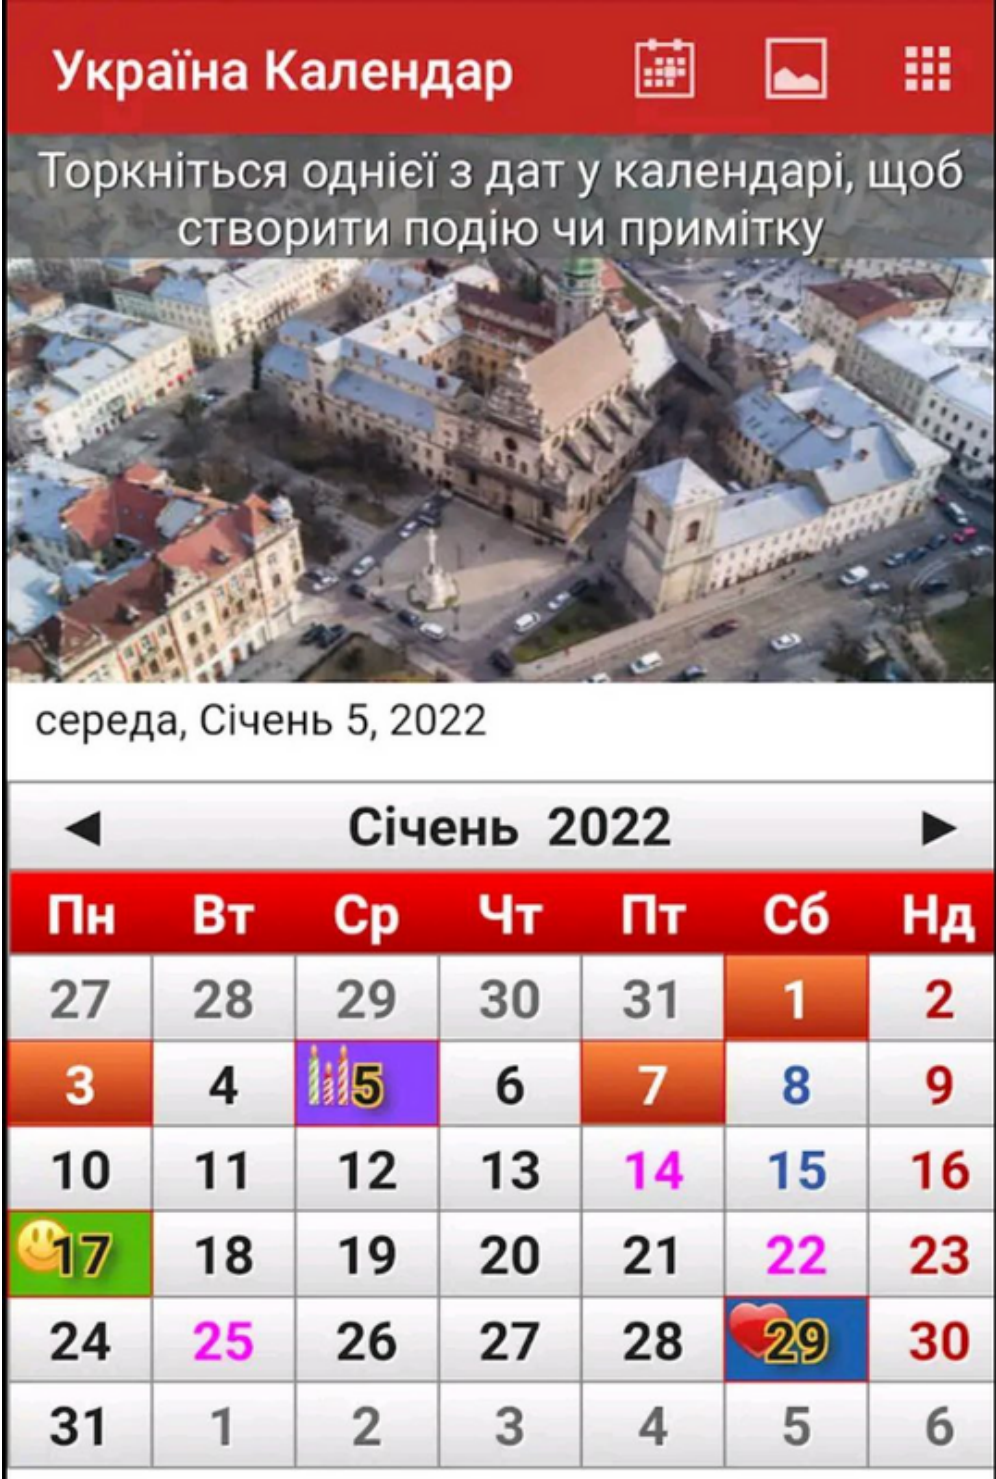 Україна Календар
Торкніться однієї з дат у календарі, щоб
створити подію чи примітку
середа, Січень 5, 2022
Січень 2022
Пн Вт Ср Чт Пт Сб Нд
27 28 29 30 31 1 2
3 4 5 6 7 8 9
10 11 12 13 14 15 16
17 18 19 20 21 22 23
24 25 26 27 28 29 30
31 1 2 3 4 5 6